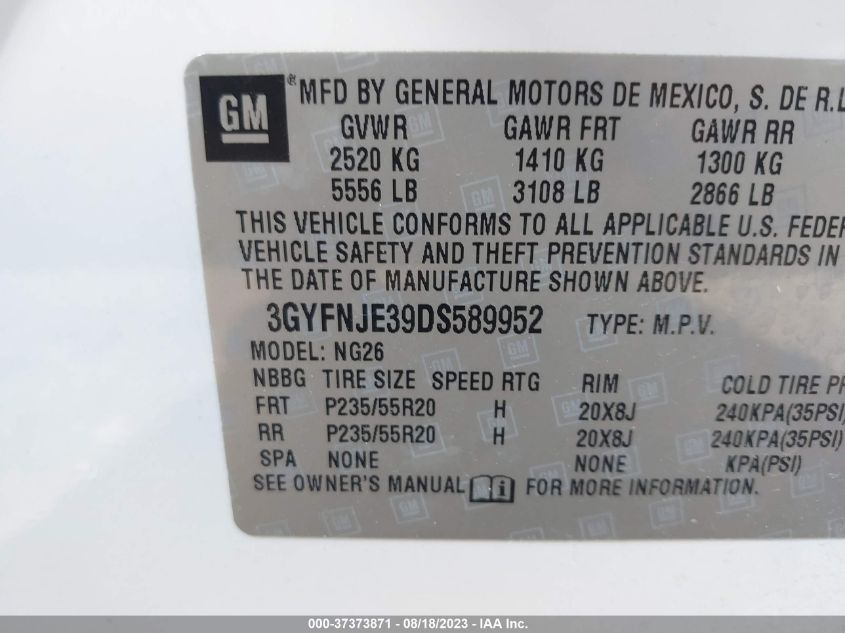 GM
® MFD BY GENERAL MOTORS DE MEXICO, S. DE R.L
GVWR GAWR FRT GAWR RR
2520 KG 1410 KG 1300 KG
5556 LB 3108 LB 2866 LB
THIS VEHICLE CONFORMS TO ALL APPLICABLE U.S. FEDER
VEHICLE SAFETY AND THEFT PREVENTION STANDARDS IN
THE DATE OF MANUFACTURE SHOWN ABOVE.
3GYFNJE39DS589952 TYPE: M.P.V.
MODEL: NG26
NBBG TIRE SIZE SPEED RTG RIM COLD TIRE PR
FRT P235/55R20 H 20X8J 240KPA(35PSI)
RR P235/55R20 H 20X8J 240KPA(35PSI)
SPA NONE NONE KPA(PSI)
SEE OWNER'S MANUAL i FOR MORE INFORMATION.
000-37373871 / 08/18/2023 - IAA Inc.